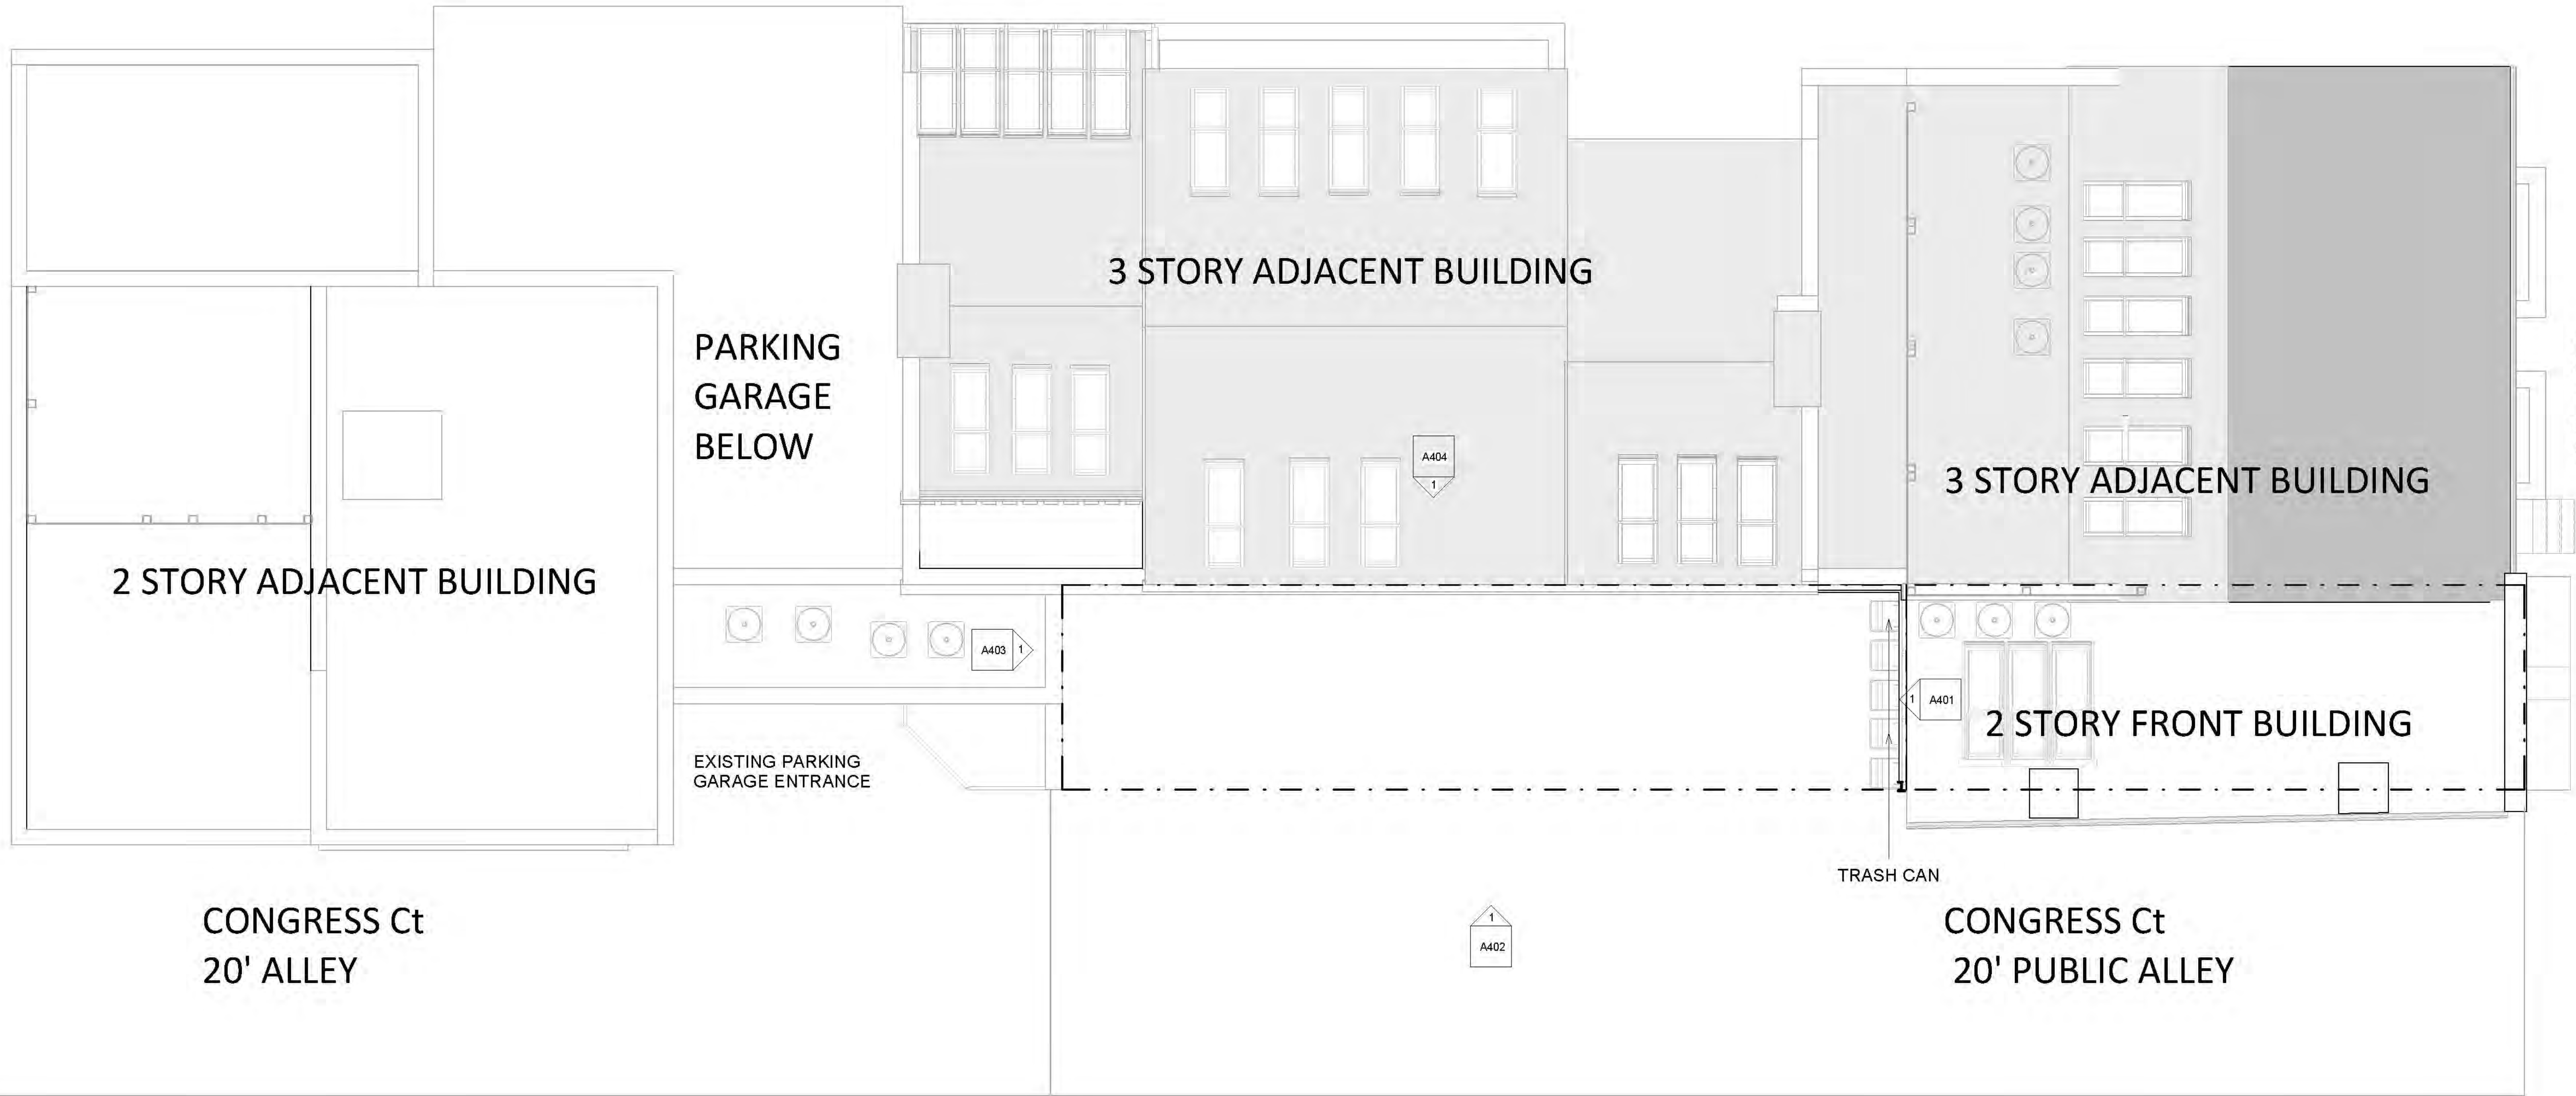 3 STORY ADJACENT BUILDING
PARKING
GARAGE
BELOW
A404
1
3 STORY ADJACENT BUILDING
2 STORY ADJACENT BUILDING
A403
1
1
A401
2 STORY FRONT BUILDING
EXISTING PARKING
GARAGE ENTRANCE
TRASH CAN
CONGRESS Ct
20' ALLEY
1
A402
CONGRESS Ct
20' PUBLIC ALLEY